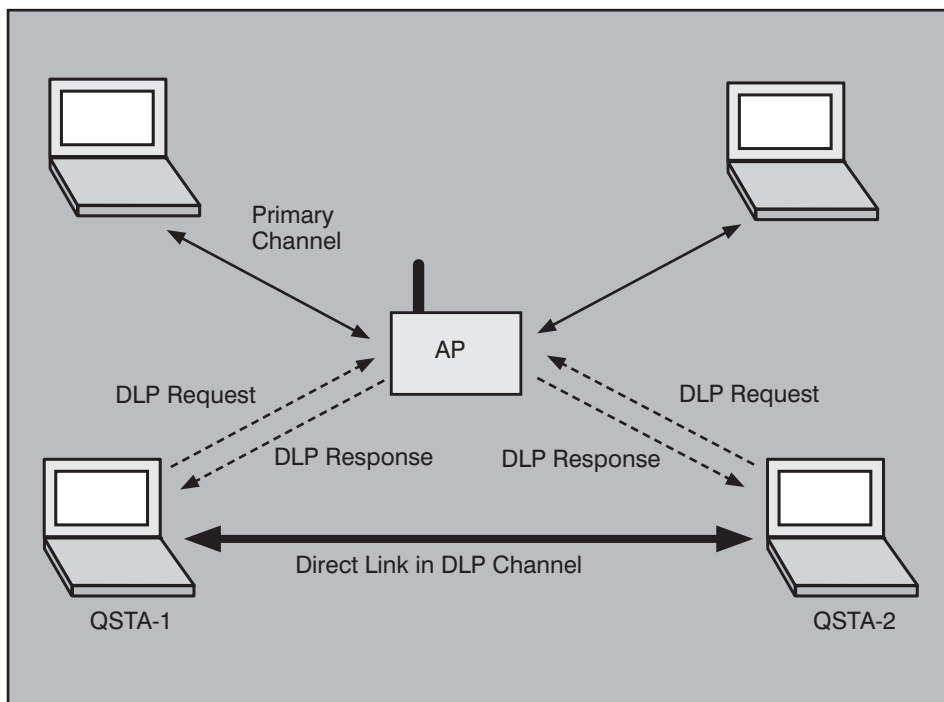 Primary
Channel
AP
DLP Request
DLP Request
DLP Response
DLP Response
Direct Link in DLP Channel
QSTA-1
QSTA-2